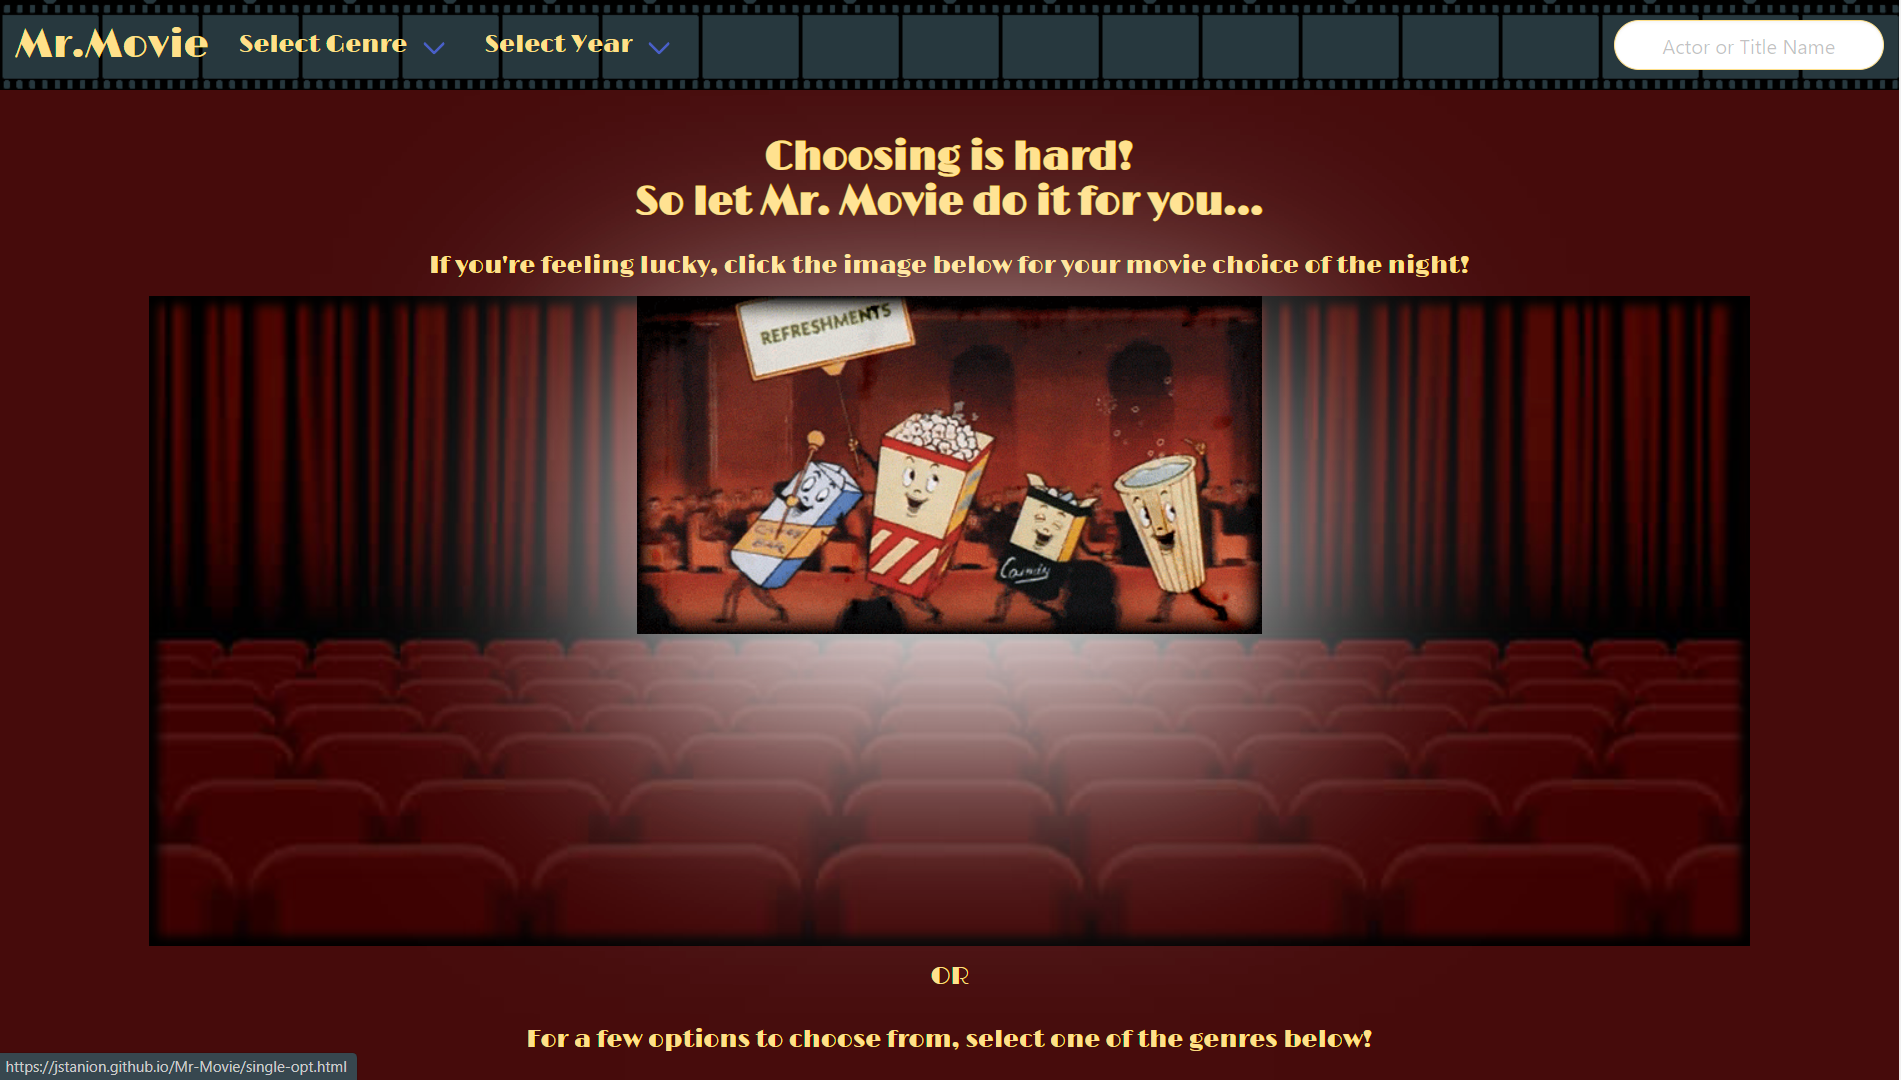 Mr.Movie
Select Genre
Select Year
Actor or Title Name
Choosing is hard!
So let Mr. Movie do it for you...
If you're feeling lucky, click the image below for your movie choice of the night!
REFRESHMENTS
CANDY
BAR
Candy
OR
For a few options to choose from, select one of the genres below!
https://jstanion.github.io/Mr-Movie/single-opt.html